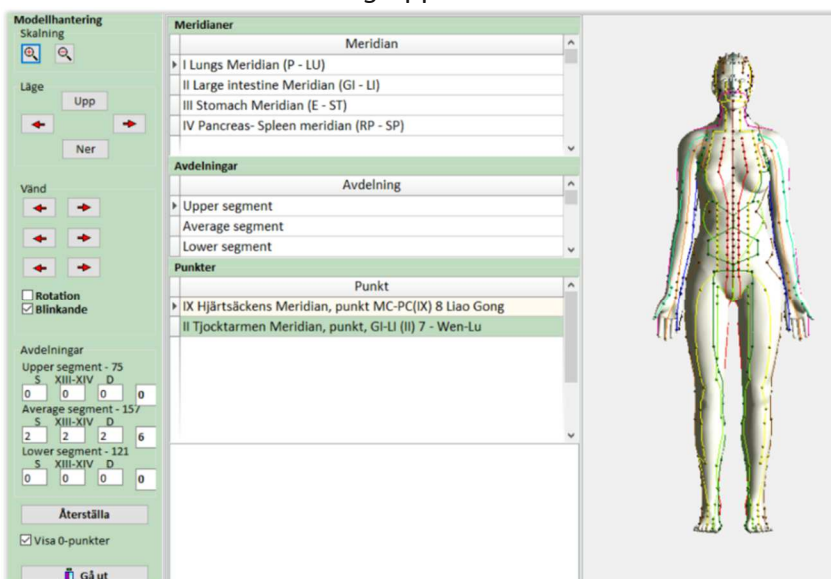 Modellhantering
Skalning
Läge
Upp
Ner
Vänd
Rotation
Blinkande
Avdelningar
Upper segment - 75
S XIII-XIV D
0 0 0 0
Average segment - 157
S XIII-XIV D
2 2 2 6
Lower segment - 121
S XIII-XIV D
0 0 0 0
Återställa
Visa 0-punkter
Gå ut
Meridianer
Meridian
I Lungs Meridian (P - LU)
II Large intestine Meridian (GI - LI)
III Stomach Meridian (E - ST)
IV Pancreas- Spleen meridian (RP - SP)
Avdelningar
Avdelning
Upper segment
Average segment
Lower segment
Punkter
Punkt
IX Hjärtsäckens Meridian, punkt MC-PC(IX) 8 Liao Gong
II Tjocktarmen Meridian, punkt, GI-LI (II) 7 - Wen-Lu